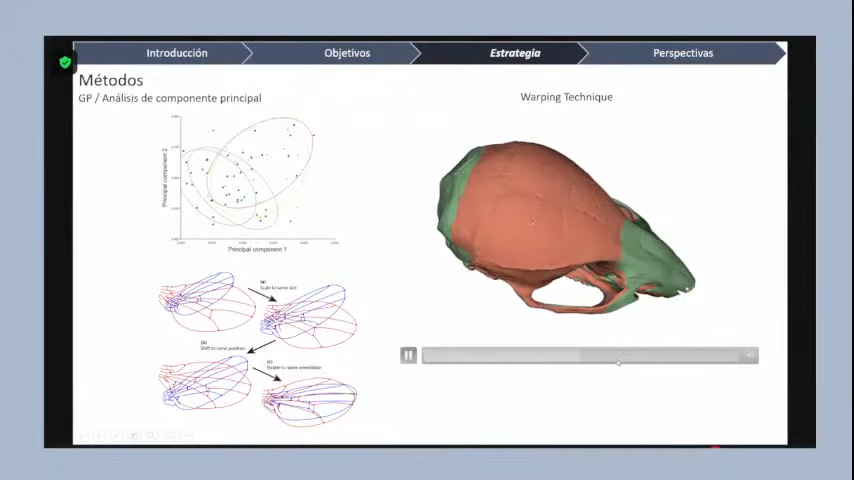 Introducción
Objetivos
Estrategia
Perspectivas
Métodos
GP / Análisis de componente principal
Warping Technique
Principal component 2
Principal component 1
(a)
Scale to same size
(b)
Shift to same position
(c)
Rotate to same orientation